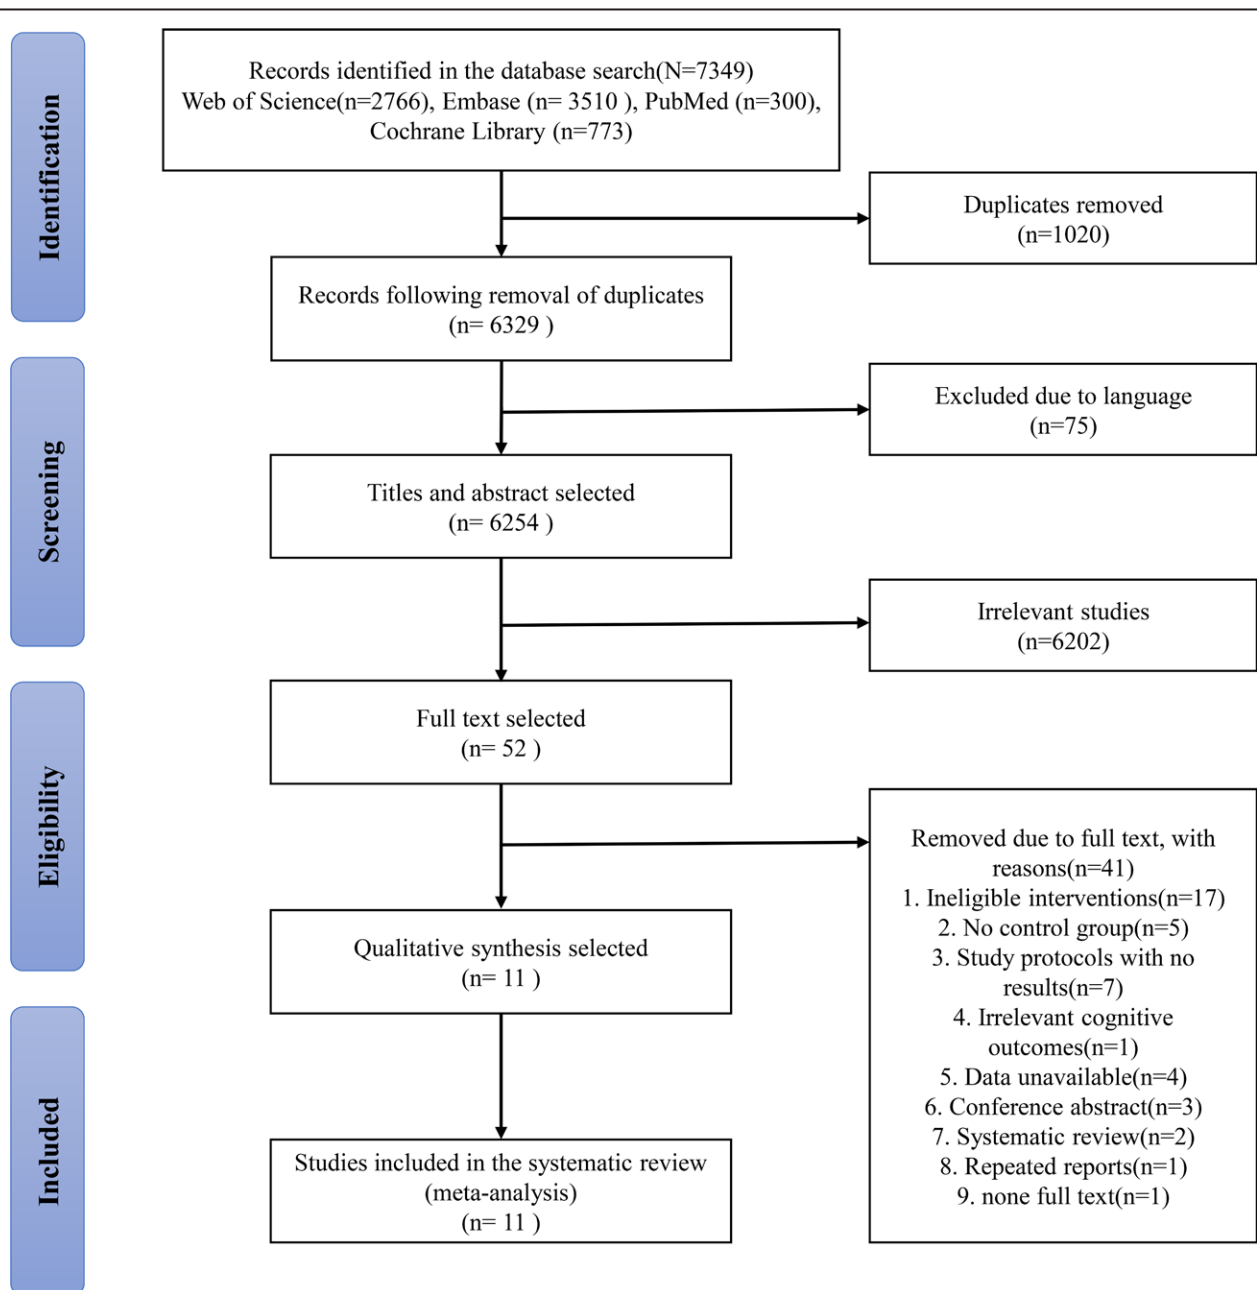 Identification
Records identified in the database search(N=7349)
Web of Science(n=2766), Embase (n= 3510 ), PubMed (n=300),
Cochrane Library (n=773)
Duplicates removed
(n=1020)
Records following removal of duplicates
(n= 6329 )
Screening
Excluded due to language
(n=75)
Titles and abstract selected
(n= 6254 )
Irrelevant studies
(n=6202)
Eligibility
Full text selected
(n= 52 )
Removed due to full text, with
reasons(n=41)
1. Ineligible interventions(n=17)
2. No control group(n=5)
3. Study protocols with no
results(n=7)
4. Irrelevant cognitive
outcomes(n=1)
5. Data unavailable(n=4)
6. Conference abstract(n=3)
7. Systematic review(n=2)
8. Repeated reports(n=1)
9. none full text(n=1)
Qualitative synthesis selected
(n= 11 )
Included
Studies included in the systematic review
(meta-analysis)
(n= 11 )